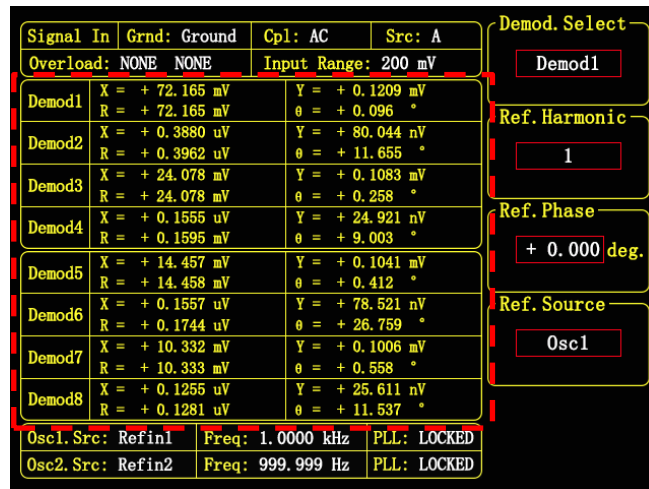 Signal In Grnd: Ground Cpl: AC Src: A
Overload: NONE NONE Input Range: 200 mV
Demod1 X = + 72.165 mV Y = + 0.1209 mV
R = + 72.165 mV θ = + 0.096 °
Demod2 X = + 0.3880 uV Y = + 80.044 nV
R = + 0.3962 uV θ = + 11.655 °
Demod3 X = + 24.078 mV Y = + 0.1083 mV
R = + 24.078 mV θ = + 0.258 °
Demod4 X = + 0.1555 uV Y = + 24.921 nV
R = + 0.1595 uV θ = + 9.003 °
Demod5 X = + 14.457 mV Y = + 0.1041 mV
R = + 14.458 mV θ = + 0.412 °
Demod6 X = + 0.1557 uV Y = + 78.521 nV
R = + 0.1744 uV θ = + 26.759 °
Demod7 X = + 10.332 mV Y = + 0.1006 mV
R = + 10.333 mV θ = + 0.558 °
Demod8 X = + 0.1255 uV Y = + 25.611 nV
R = + 0.1281 uV θ = + 11.537 °
Osc1.Src: Refin1 Freq: 1.0000 kHz PLL: LOCKED
Osc2.Src: Refin2 Freq: 999.999 Hz PLL: LOCKED
Demod.Select
Demod1
Ref.Harmonic
1
Ref.Phase
+ 0.000 deg.
Ref.Source
Osc1